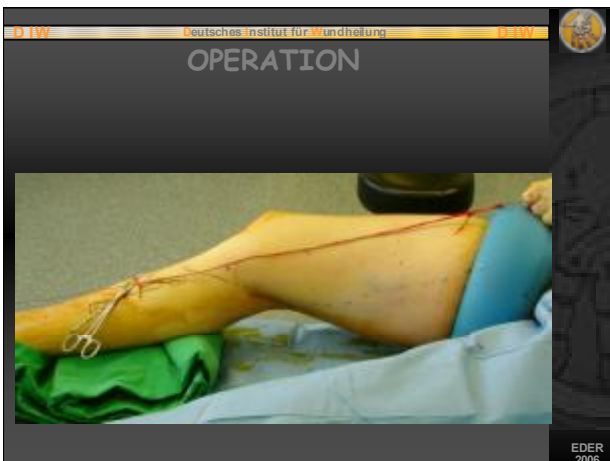 DIW Deutsches Institut für Wundheilung DIW
OPERATION
EDER
2006